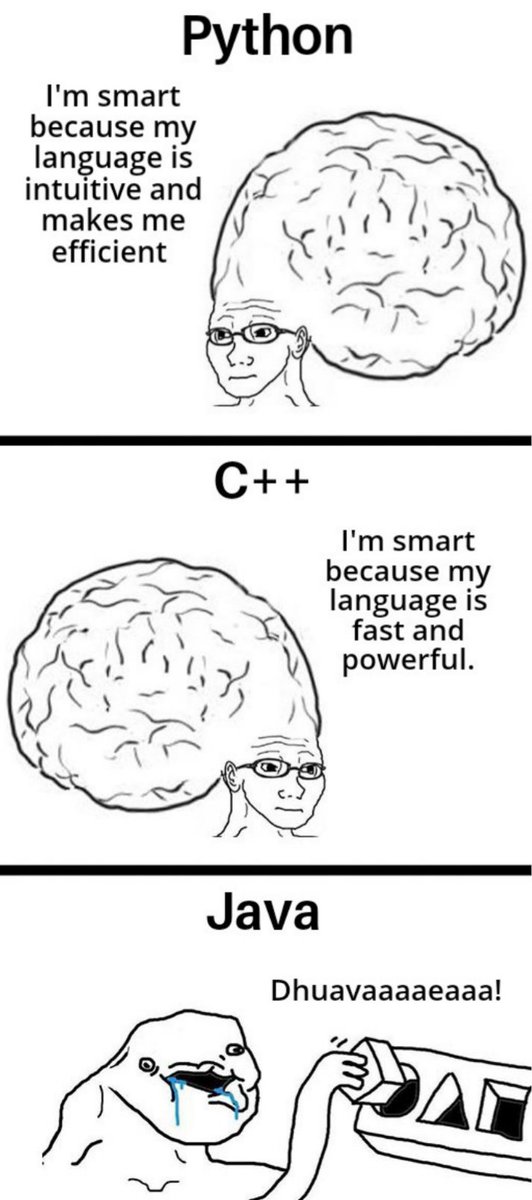 Python
I'm smart
because my
language is
intuitive and
makes me
efficient
C++
I'm smart
because my
language is
fast and
powerful.
Java
Dhuavaaaaeaaa!